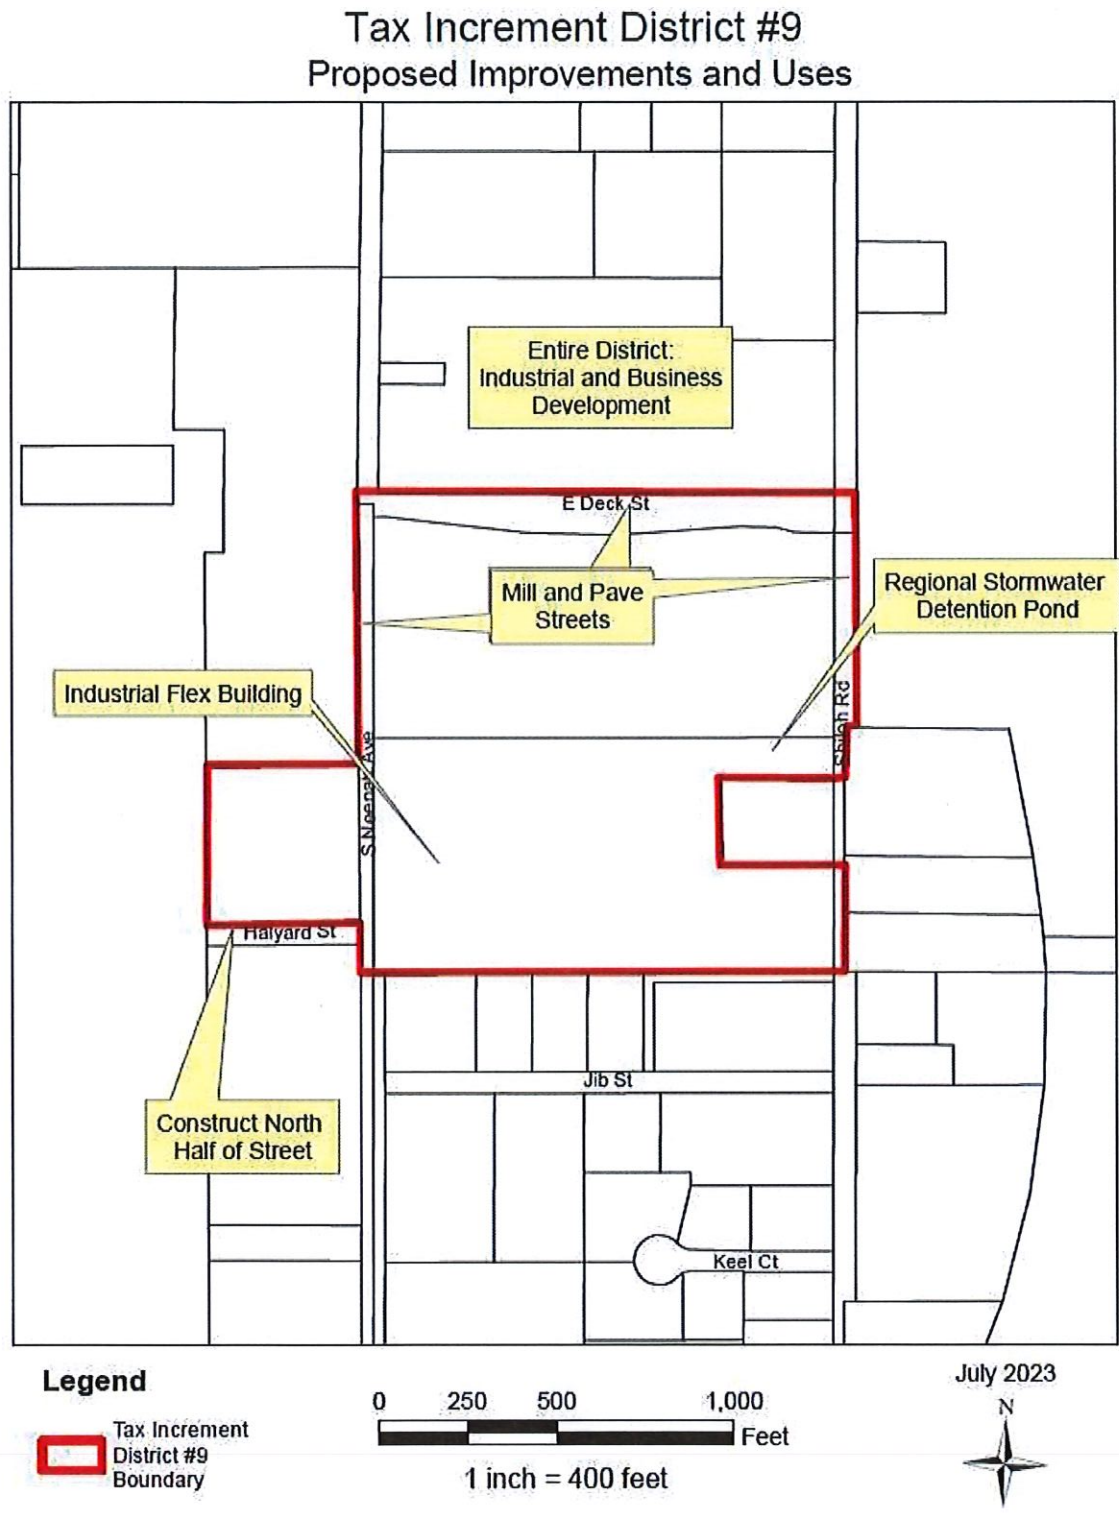 Tax Increment District #9
Proposed Improvements and Uses
Entire District:
Industrial and Business
Development
E Deck St
Mill and Pave
Streets
Regional Stormwater
Detention Pond
Industrial Flex Building
Shiloh Rd
S Neenah Ave
Halyard St
Jib St
Construct North
Half of Street
Keel Ct
Legend
Tax Increment
District #9
Boundary
0 250 500 1,000
Feet
1 inch = 400 feet
July 2023
N